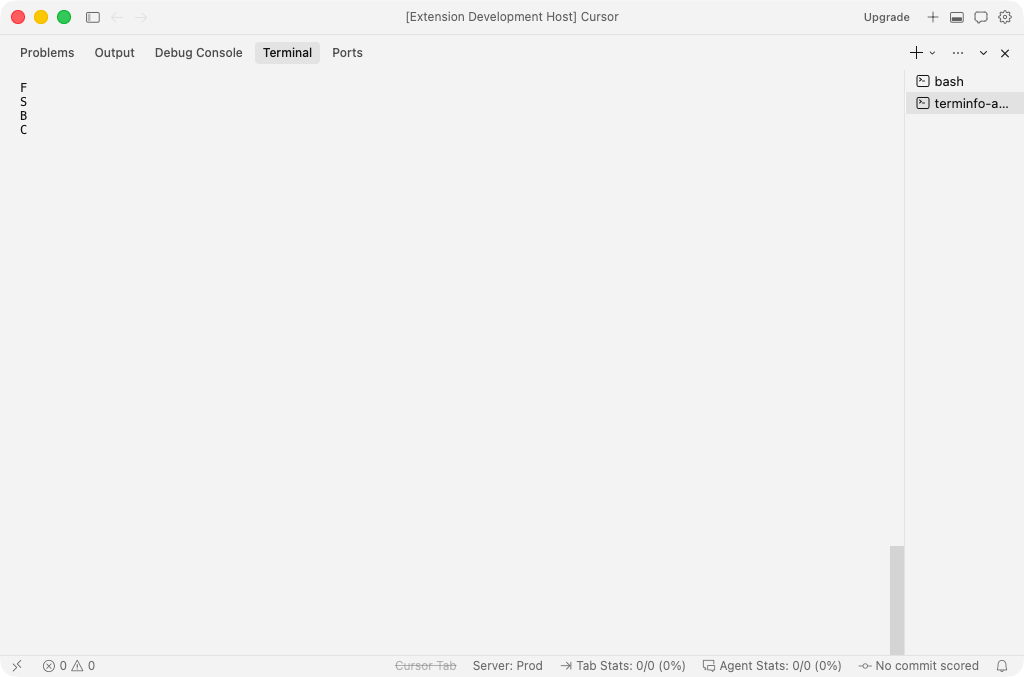 [Extension Development Host] Cursor
Upgrade
Problems Output Debug Console Terminal Ports
F
S
B
C
bash
terminfo-a...
0 0
Cursor Tab Server: Prod Tab Stats: 0/0 (0%) Agent Stats: 0/0 (0%) No commit scored